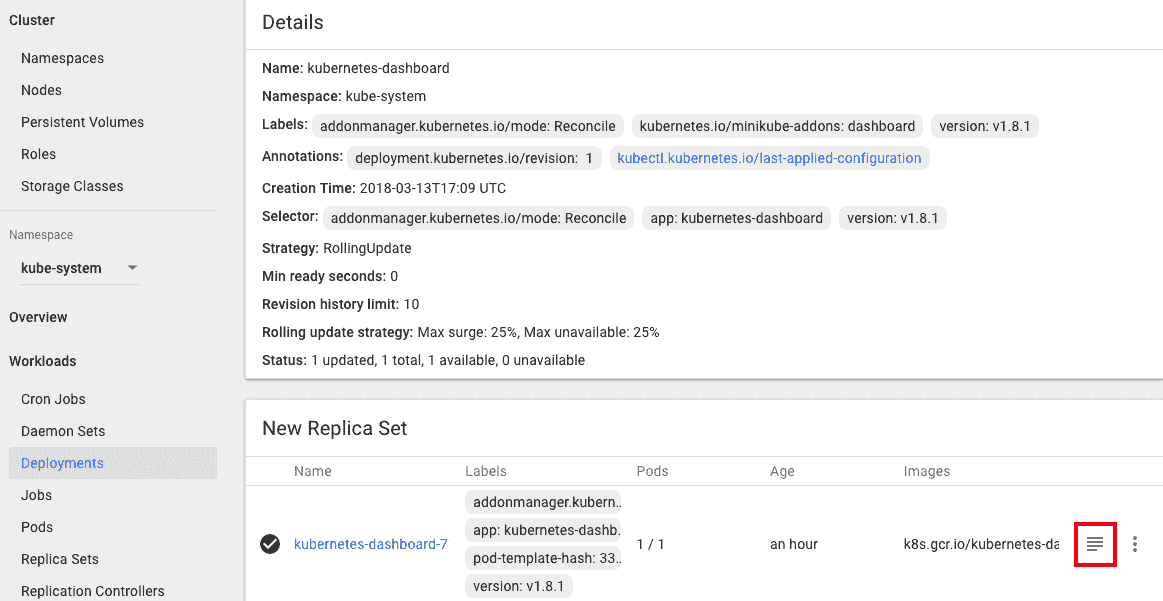 Cluster
Namespaces
Nodes
Persistent Volumes
Roles
Storage Classes
Namespace
kube-system
Overview
Workloads
Cron Jobs
Daemon Sets
Deployments
Jobs
Pods
Replica Sets
Replication Controllers
Details
Name: kubernetes-dashboard
Namespace: kube-system
Labels: addonmanager.kubernetes.io/mode: Reconcile kubernetes.io/minikube-addons: dashboard version: v1.8.1
Annotations: deployment.kubernetes.io/revision: 1 kubectl.kubernetes.io/last-applied-configuration
Creation Time: 2018-03-13T17:09 UTC
Selector: addonmanager.kubernetes.io/mode: Reconcile app: kubernetes-dashboard version: v1.8.1
Strategy: RollingUpdate
Min ready seconds: 0
Revision history limit: 10
Rolling update strategy: Max surge: 25%, Max unavailable: 25%
Status: 1 updated, 1 total, 1 available, 0 unavailable
New Replica Set
Name Labels Pods Age Images
addonmanager.kubern..
app: kubernetes-dashb.
kubernetes-dashboard-7 1 / 1 an hour k8s.gcr.io/kubernetes-da
pod-template-hash: 33..
version: v1.8.1